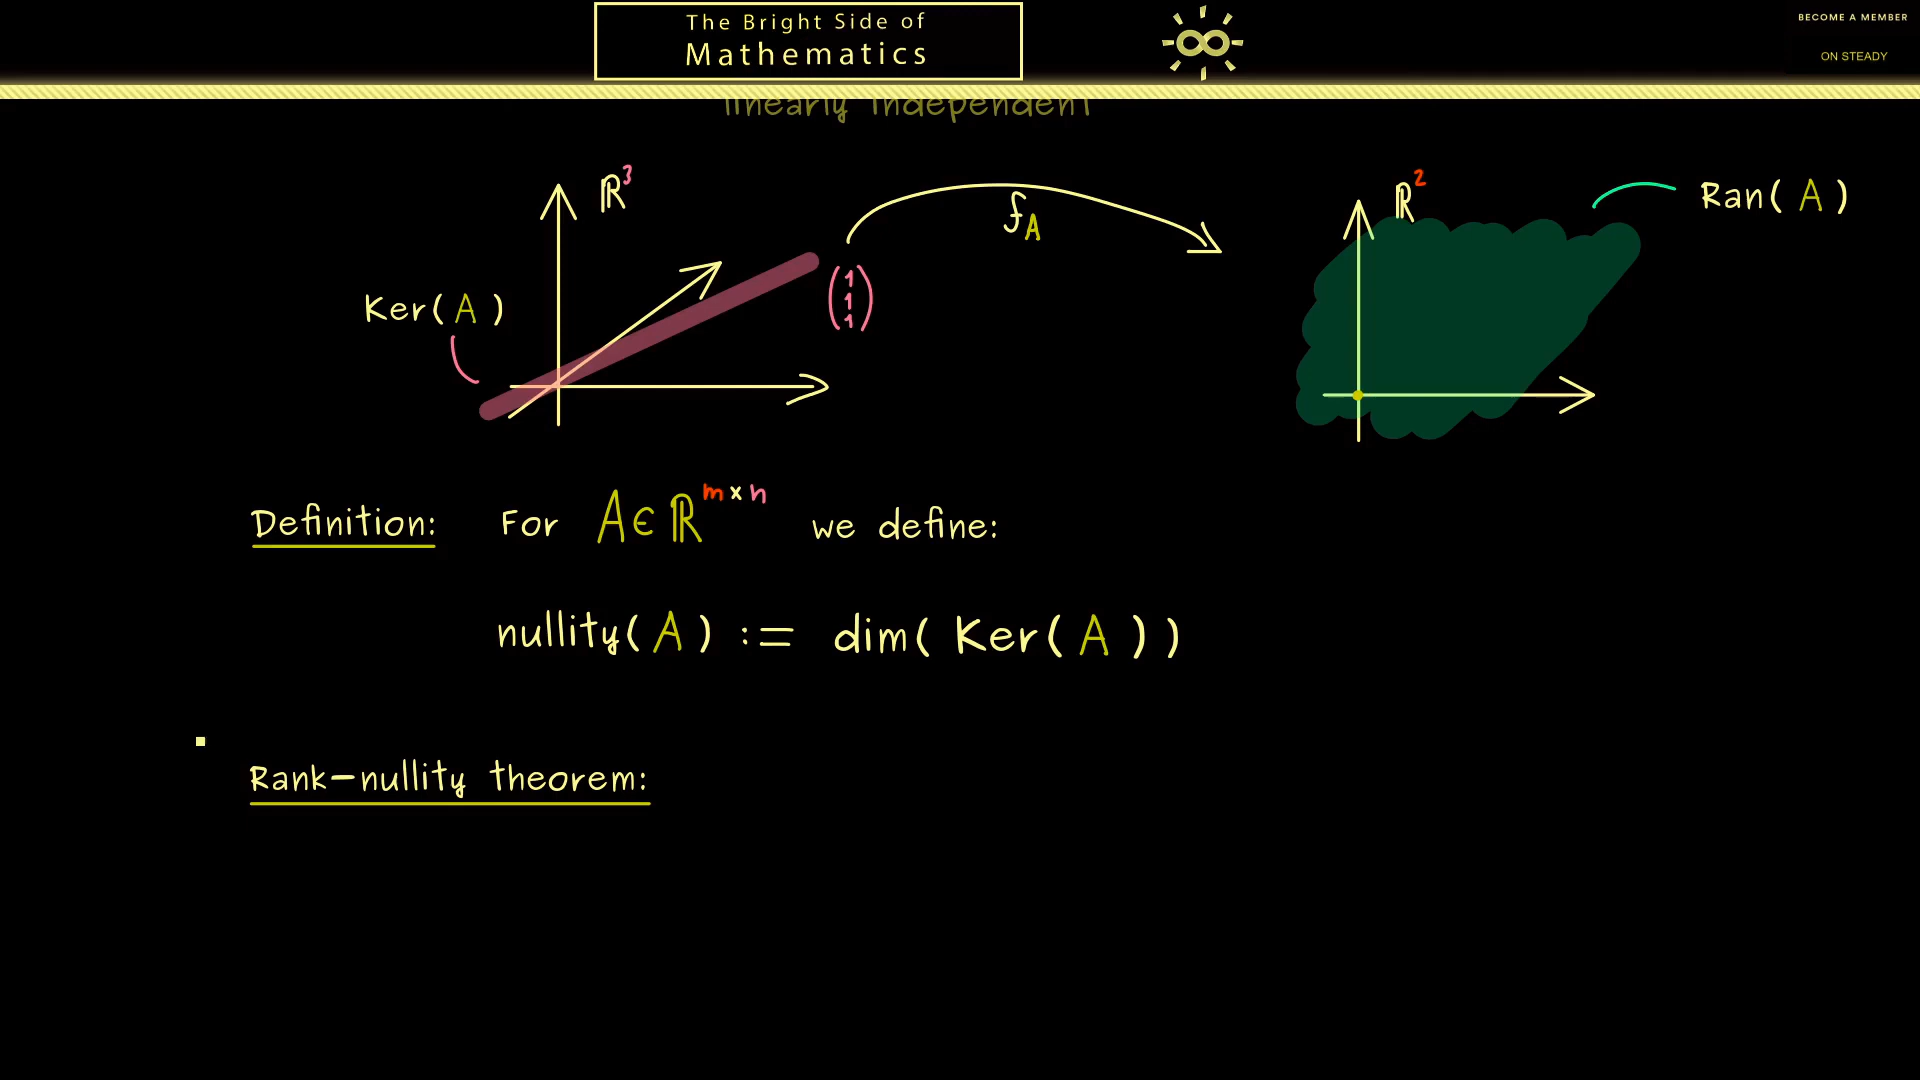 The Bright Side of
Mathematics
BECOME A MEMBER
ON STEADY
linearly independent
ℝ³
f_A
ℝ²
Ran( A )
Ker( A )
(1 1 1)
Definition: For A ∈ ℝ^{m×n} we define:
nullity( A ) := dim( Ker( A ) )
Rank-nullity theorem: